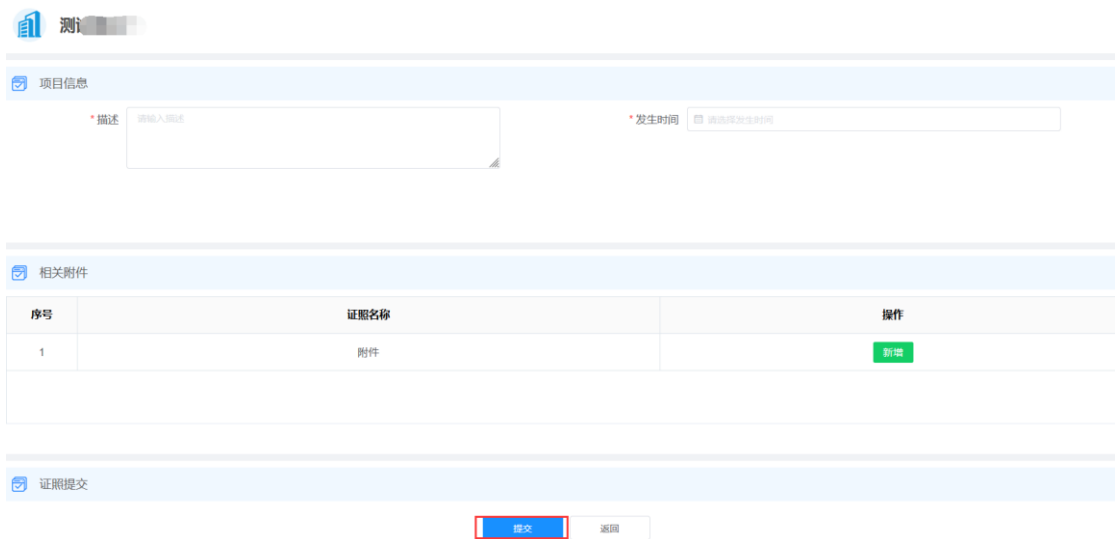 测
项目信息
*描述 请输入描述
*发生时间 请选择发生时间
相关附件
序号 证照名称 操作
1 附件 新增
证照提交
提交 返回